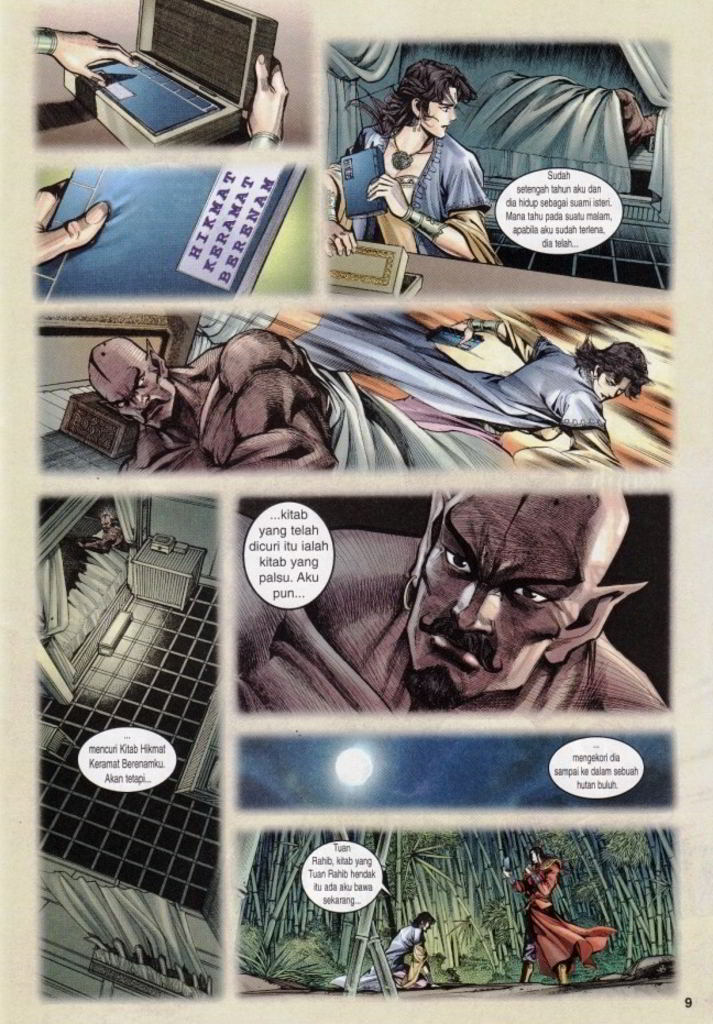 HIKMAT
KERAMAT
BERENAM
Sudah
setengah tahun aku dan
dia hidup sebagai suami isteri.
Mana tahu pada suatu malam,
apabila aku sudah terlena,
dia telah...
...
mencuri Kitab Hikmat
Keramat Berenamku.
Akan tetapi...
...kitab
yang telah
dicuri itu ialah
kitab yang
palsu. Aku
pun...
...
mengekori dia
sampai ke dalam sebuah
hutan buluh.
Tuan
Rahib, kitab yang
Tuan Rahib hendak
itu ada aku bawa
sekarang...
9